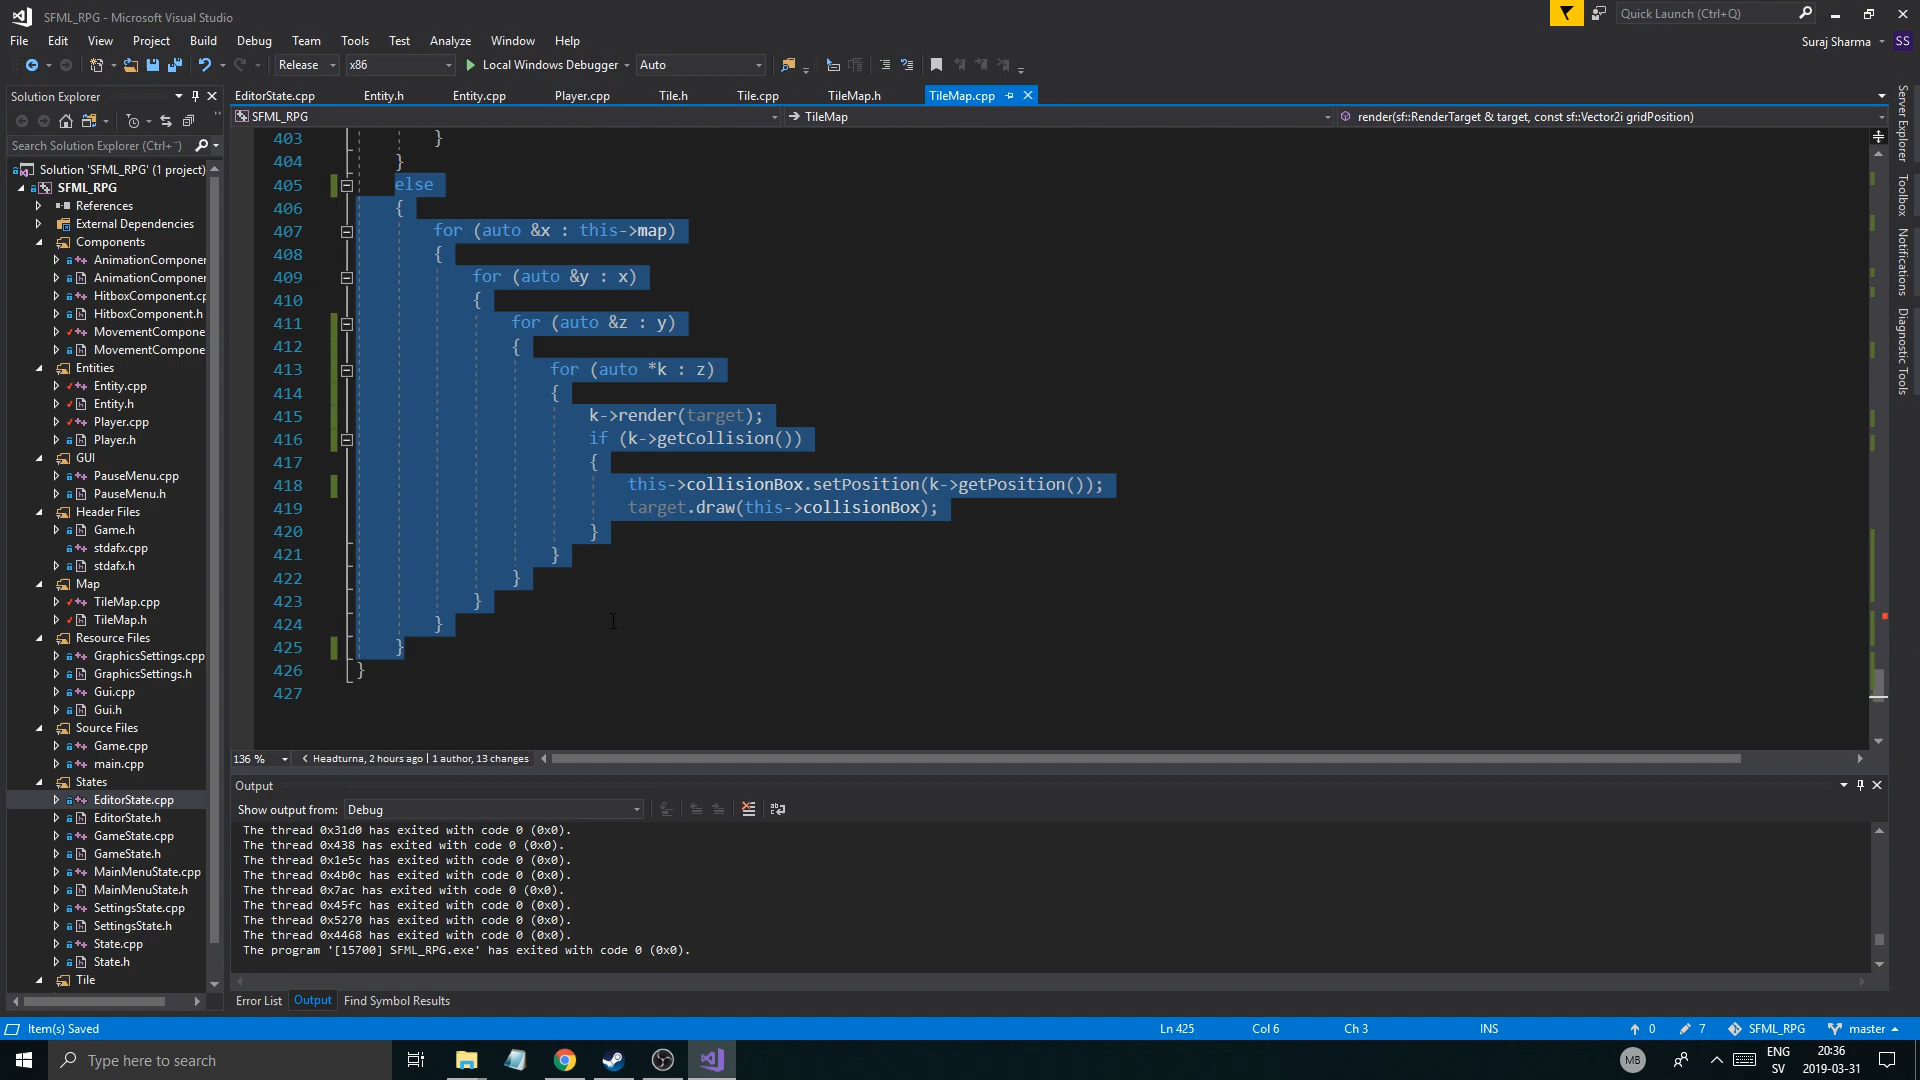 SFML_RPG - Microsoft Visual Studio
Quick Launch (Ctrl+Q)
File Edit View Project Build Debug Team Tools Test Analyze Window Help
Suraj Sharma SS
Release x86 Local Windows Debugger Auto
Solution Explorer
EditorState.cpp Entity.h Entity.cpp Player.cpp Tile.h Tile.cpp TileMap.h TileMap.cpp
SFML_RPG TileMap render(sf::RenderTarget & target, const sf::Vector2i gridPosition)
Search Solution Explorer (Ctrl+¨)
Solution 'SFML_RPG' (1 project)
SFML_RPG
References
External Dependencies
Components
AnimationComponen
AnimationComponen
HitboxComponent.cp
HitboxComponent.h
MovementCompone
MovementCompone
Entities
Entity.cpp
Entity.h
Player.cpp
Player.h
GUI
PauseMenu.cpp
PauseMenu.h
Header Files
Game.h
stdafx.cpp
stdafx.h
Map
TileMap.cpp
TileMap.h
Resource Files
GraphicsSettings.cpp
GraphicsSettings.h
Gui.cpp
Gui.h
Source Files
Game.cpp
main.cpp
States
EditorState.cpp
EditorState.h
GameState.cpp
GameState.h
MainMenuState.cpp
MainMenuState.h
SettingsState.cpp
SettingsState.h
State.cpp
State.h
Tile
403 }
404 }
405 else
406 {
407 for (auto &x : this->map)
408 {
409 for (auto &y : x)
410 {
411 for (auto &z : y)
412 {
413 for (auto *k : z)
414 {
415 k->render(target);
416 if (k->getCollision())
417 {
418 this->collisionBox.setPosition(k->getPosition());
419 target.draw(this->collisionBox);
420 }
421 }
422 }
423 }
424 }
425 }
426 }
427
136 % Headturna, 2 hours ago | 1 author, 13 changes
Output
Show output from: Debug
The thread 0x31d0 has exited with code 0 (0x0).
The thread 0x438 has exited with code 0 (0x0).
The thread 0x1e5c has exited with code 0 (0x0).
The thread 0x4b0c has exited with code 0 (0x0).
The thread 0x7ac has exited with code 0 (0x0).
The thread 0x45fc has exited with code 0 (0x0).
The thread 0x5270 has exited with code 0 (0x0).
The thread 0x4468 has exited with code 0 (0x0).
The program '[15700] SFML_RPG.exe' has exited with code 0 (0x0).
Error List Output Find Symbol Results
Server Explorer
Toolbox
Notifications
Diagnostic Tools
Item(s) Saved Ln 425 Col 6 Ch 3 INS 0 7 SFML_RPG master
Type here to search
MB
ENG
SV
20:36
2019-03-31